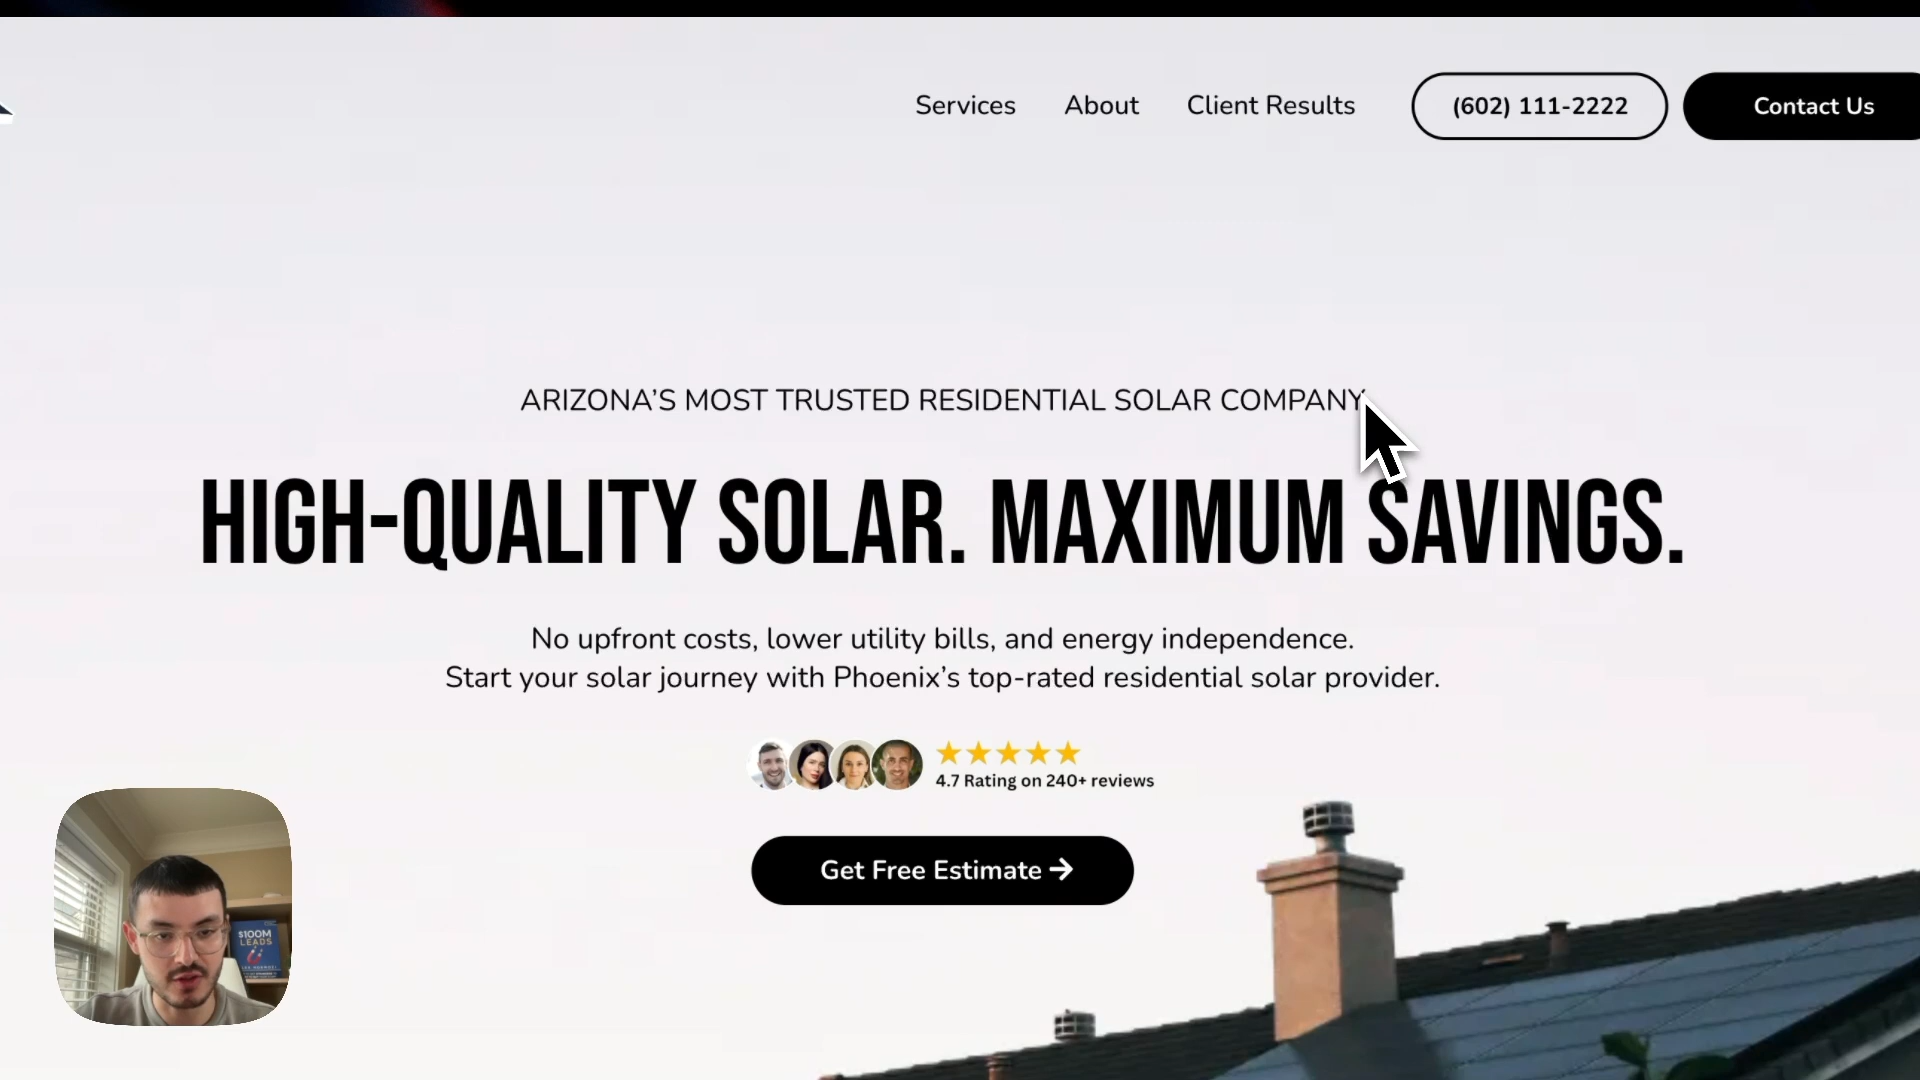 Services
About
Client Results
(602) 111-2222
Contact Us
ARIZONA’S MOST TRUSTED RESIDENTIAL SOLAR COMPANY
HIGH-QUALITY SOLAR. MAXIMUM SAVINGS.
No upfront costs, lower utility bills, and energy independence.
Start your solar journey with Phoenix’s top-rated residential solar provider.
4.7 Rating on 240+ reviews
Get Free Estimate →
$100M
LEADS